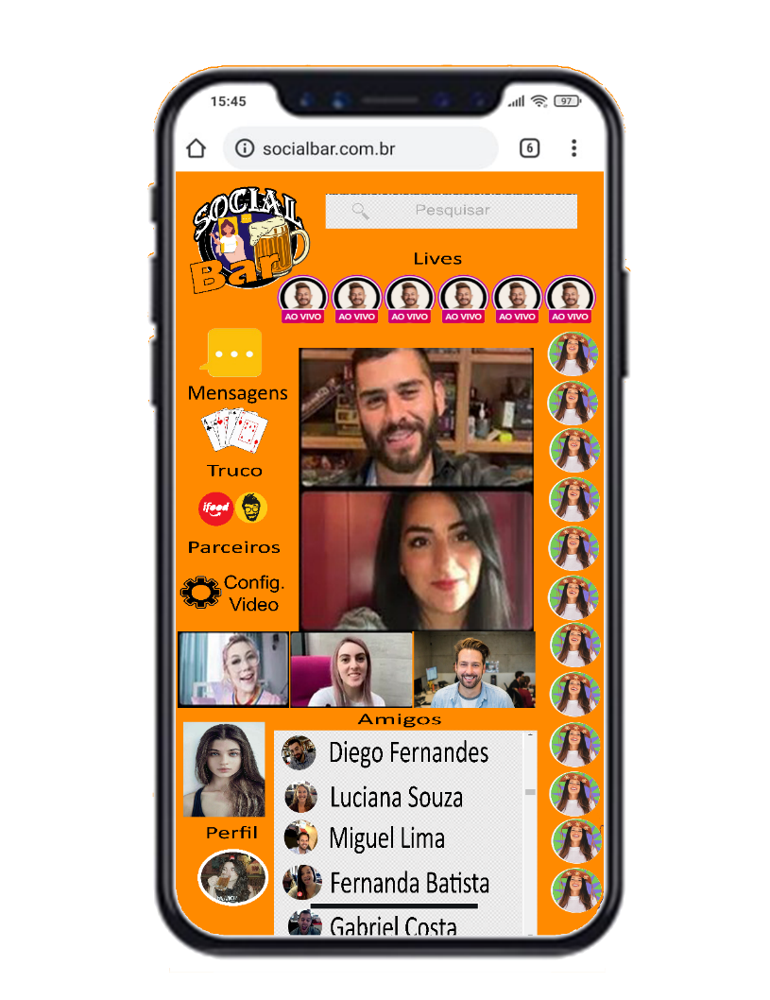 15:45
97
socialbar.com.br
6
SOCIAL
Bar
Pesquisar
Lives
AO VIVO AO VIVO AO VIVO AO VIVO AO VIVO AO VIVO
Mensagens
Truco
ifood
Parceiros
Config.
Video
Amigos
Diego Fernandes
Luciana Souza
Miguel Lima
Perfil
Fernanda Batista
Gabriel Costa